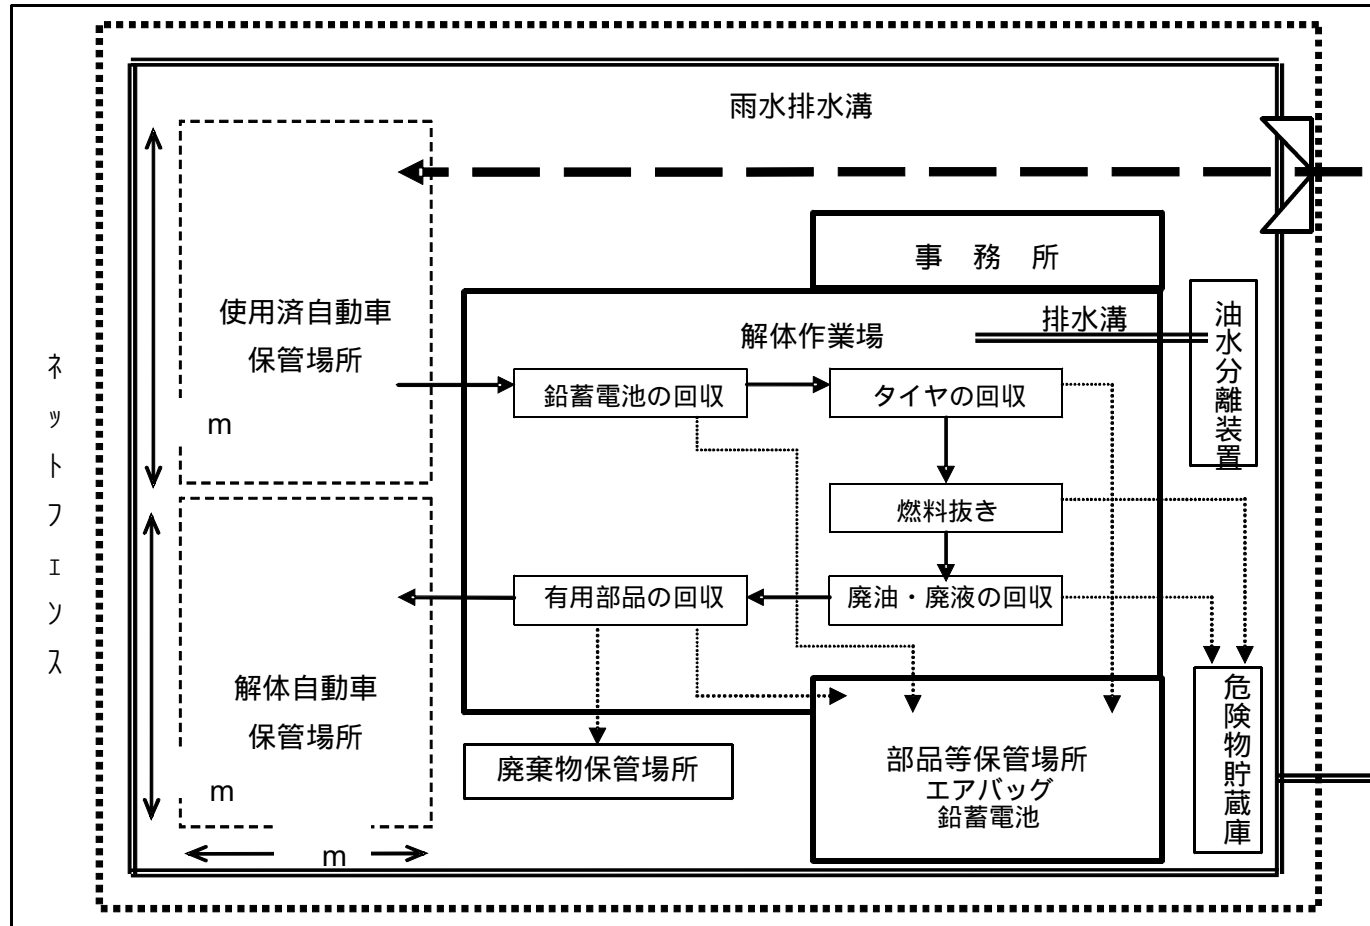 雨水排水溝
事 務 所
使用済自動車
保管場所
m
解体作業場
排水溝
油水分離装置
ネットフェンス
鉛蓄電池の回収
タイヤの回収
燃料抜き
有用部品の回収
廃油・廃液の回収
解体自動車
保管場所
m
m
廃棄物保管場所
部品等保管場所
エアバッグ
鉛蓄電池
危険物貯蔵庫